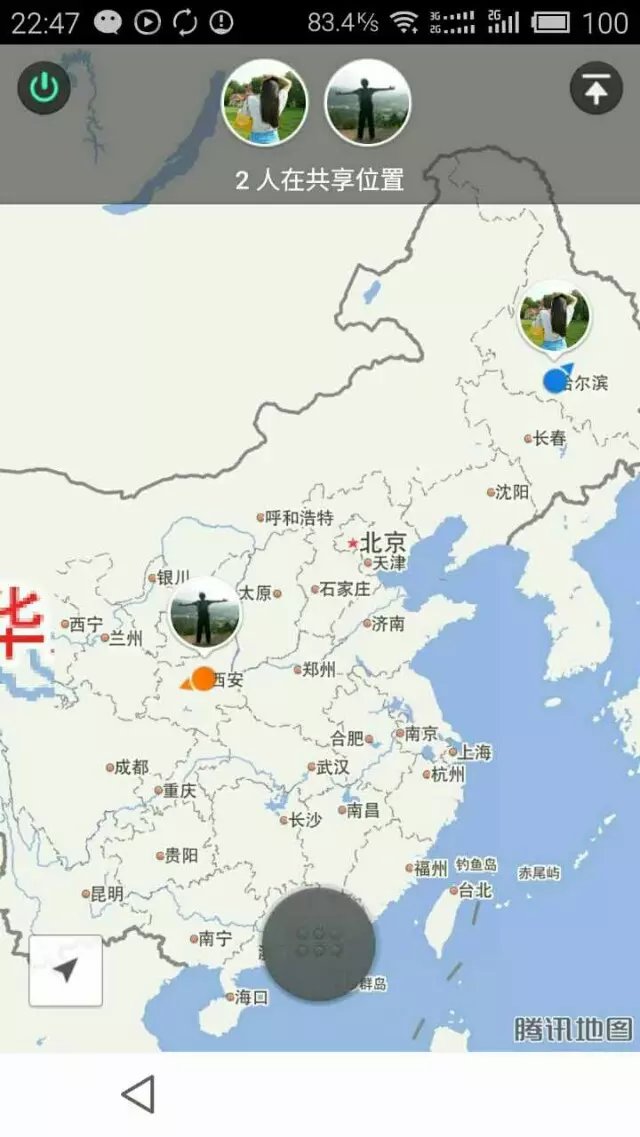 22:47
83.4K/s
3G
2G
2G
100
2 人在共享位置
哈尔滨
长春
沈阳
呼和浩特
北京
天津
银川
太原
石家庄
西宁
兰州
济南
华
西安
郑州
合肥
南京
上海
成都
武汉
杭州
重庆
长沙
南昌
贵阳
福州
钓鱼岛
赤尾屿
昆明
台北
南宁
群岛
海口
腾讯地图